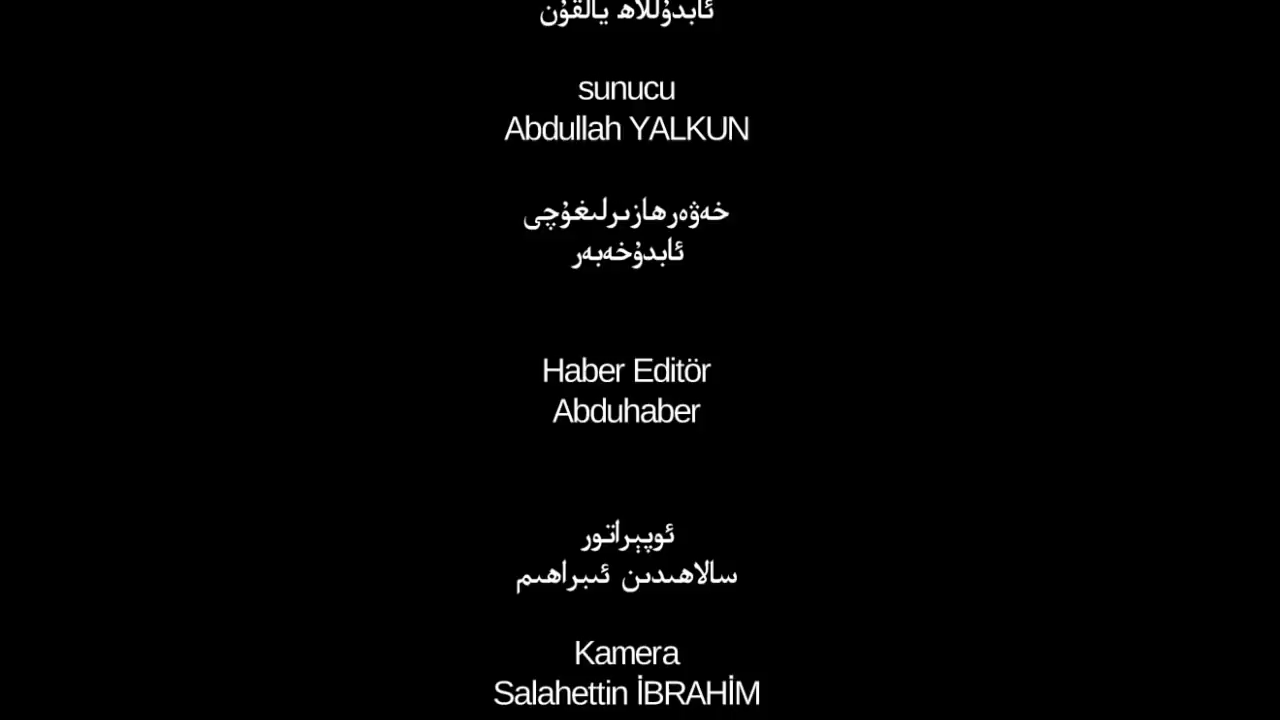 ئابدۇللاھ يالقۇن
sunucu
Abdullah YALKUN
خەۋەرھازىرلىغۇچى
ئابدۇخەبەر
Haber Editör
Abduhaber
ئوپېراتور
سالاھىدىن ئىبراھىم
Kamera
Salahettin İBRAHİM